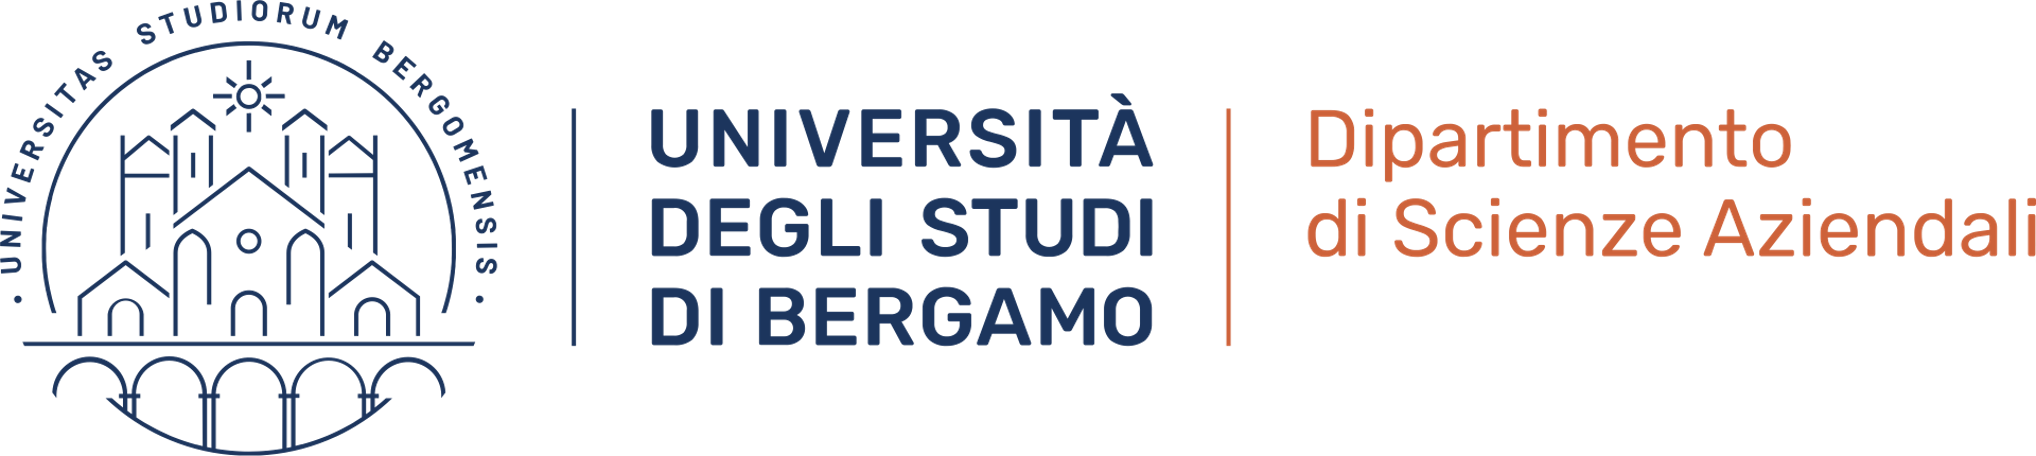 · UNIVERSITAS STUDIORUM BERGOMENSIS ·
UNIVERSITÀ
DEGLI STUDI
DI BERGAMO
Dipartimento
di Scienze Aziendali